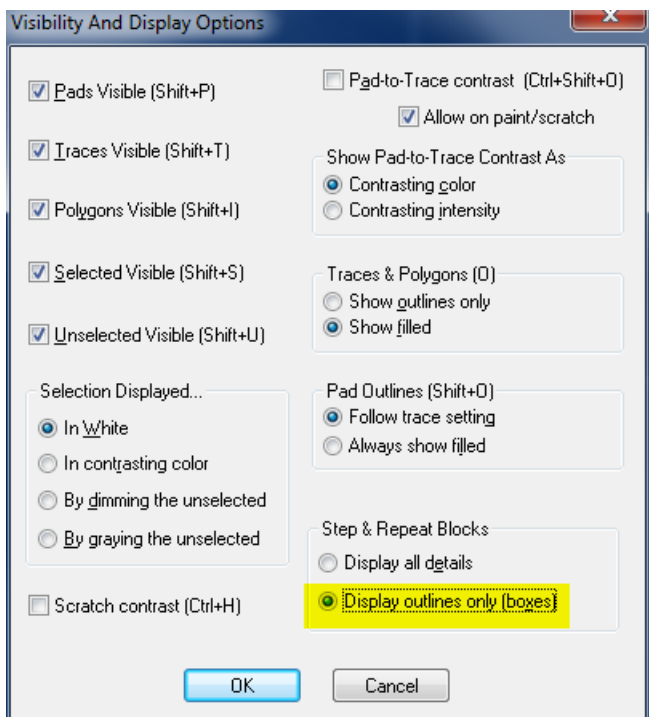 Visibility And Display Options
Pads Visible (Shift+P)
Traces Visible (Shift+T)
Polygons Visible (Shift+I)
Selected Visible (Shift+S)
Unselected Visible (Shift+U)
Selection Displayed...
In White
In contrasting color
By dimming the unselected
By graying the unselected
Scratch contrast (Ctrl+H)
Pad-to-Trace contrast (Ctrl+Shift+O)
Allow on paint/scratch
Show Pad-to-Trace Contrast As
Contrasting color
Contrasting intensity
Traces & Polygons (O)
Show outlines only
Show filled
Pad Outlines (Shift+O)
Follow trace setting
Always show filled
Step & Repeat Blocks
Display all details
Display outlines only (boxes)
OK
Cancel